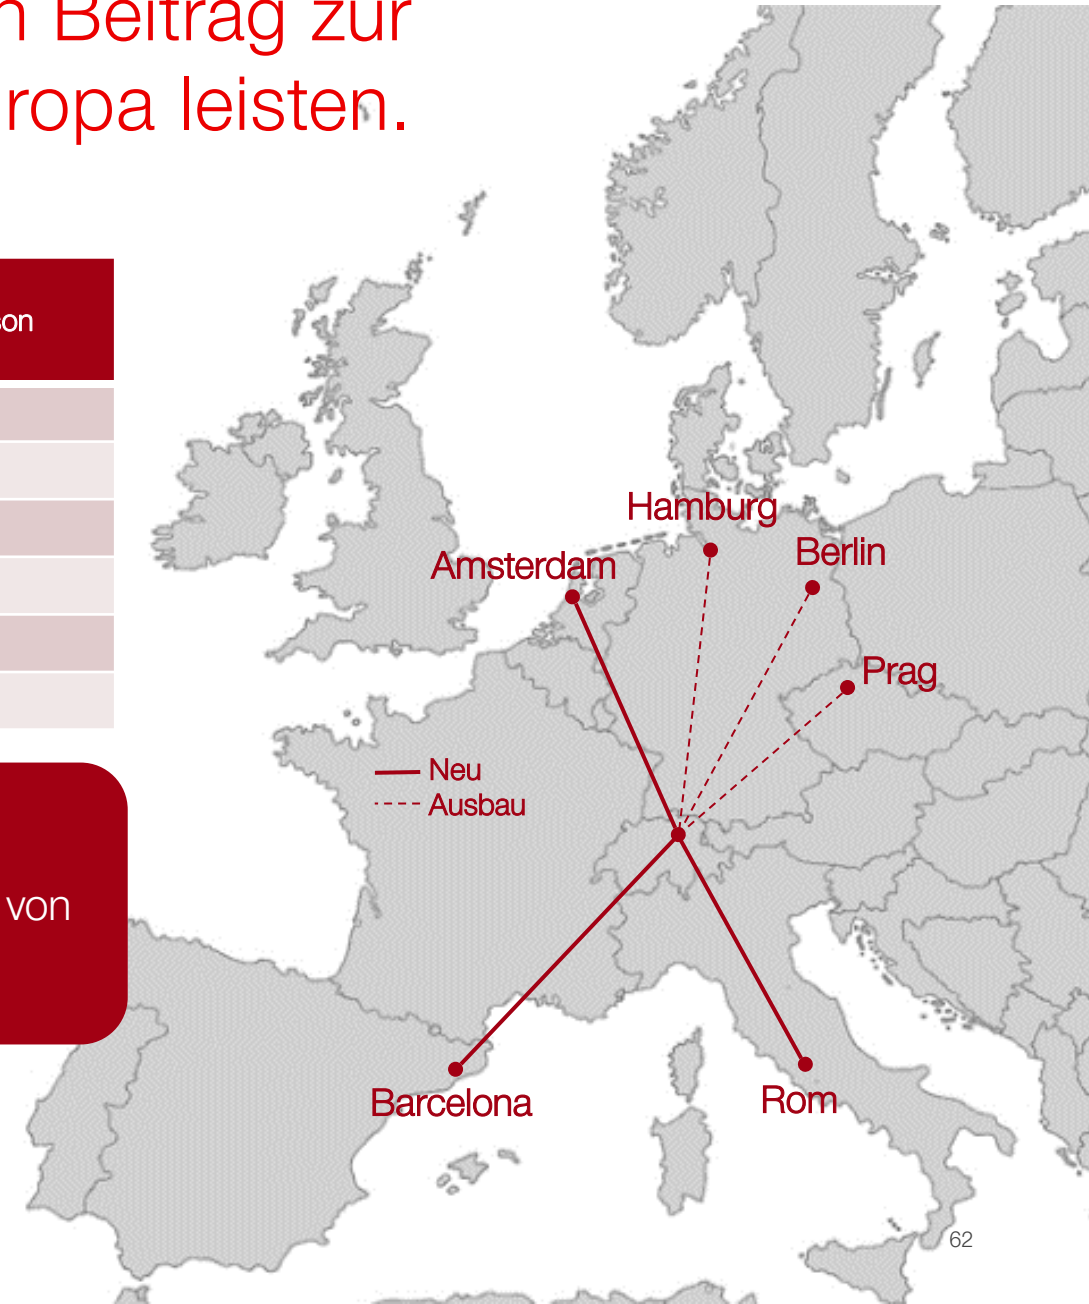 n Beitrag zur
ropa leisten.
son
Hamburg
Berlin
Amsterdam
Prag
Neu
Ausbau
von
Barcelona
Rom
62